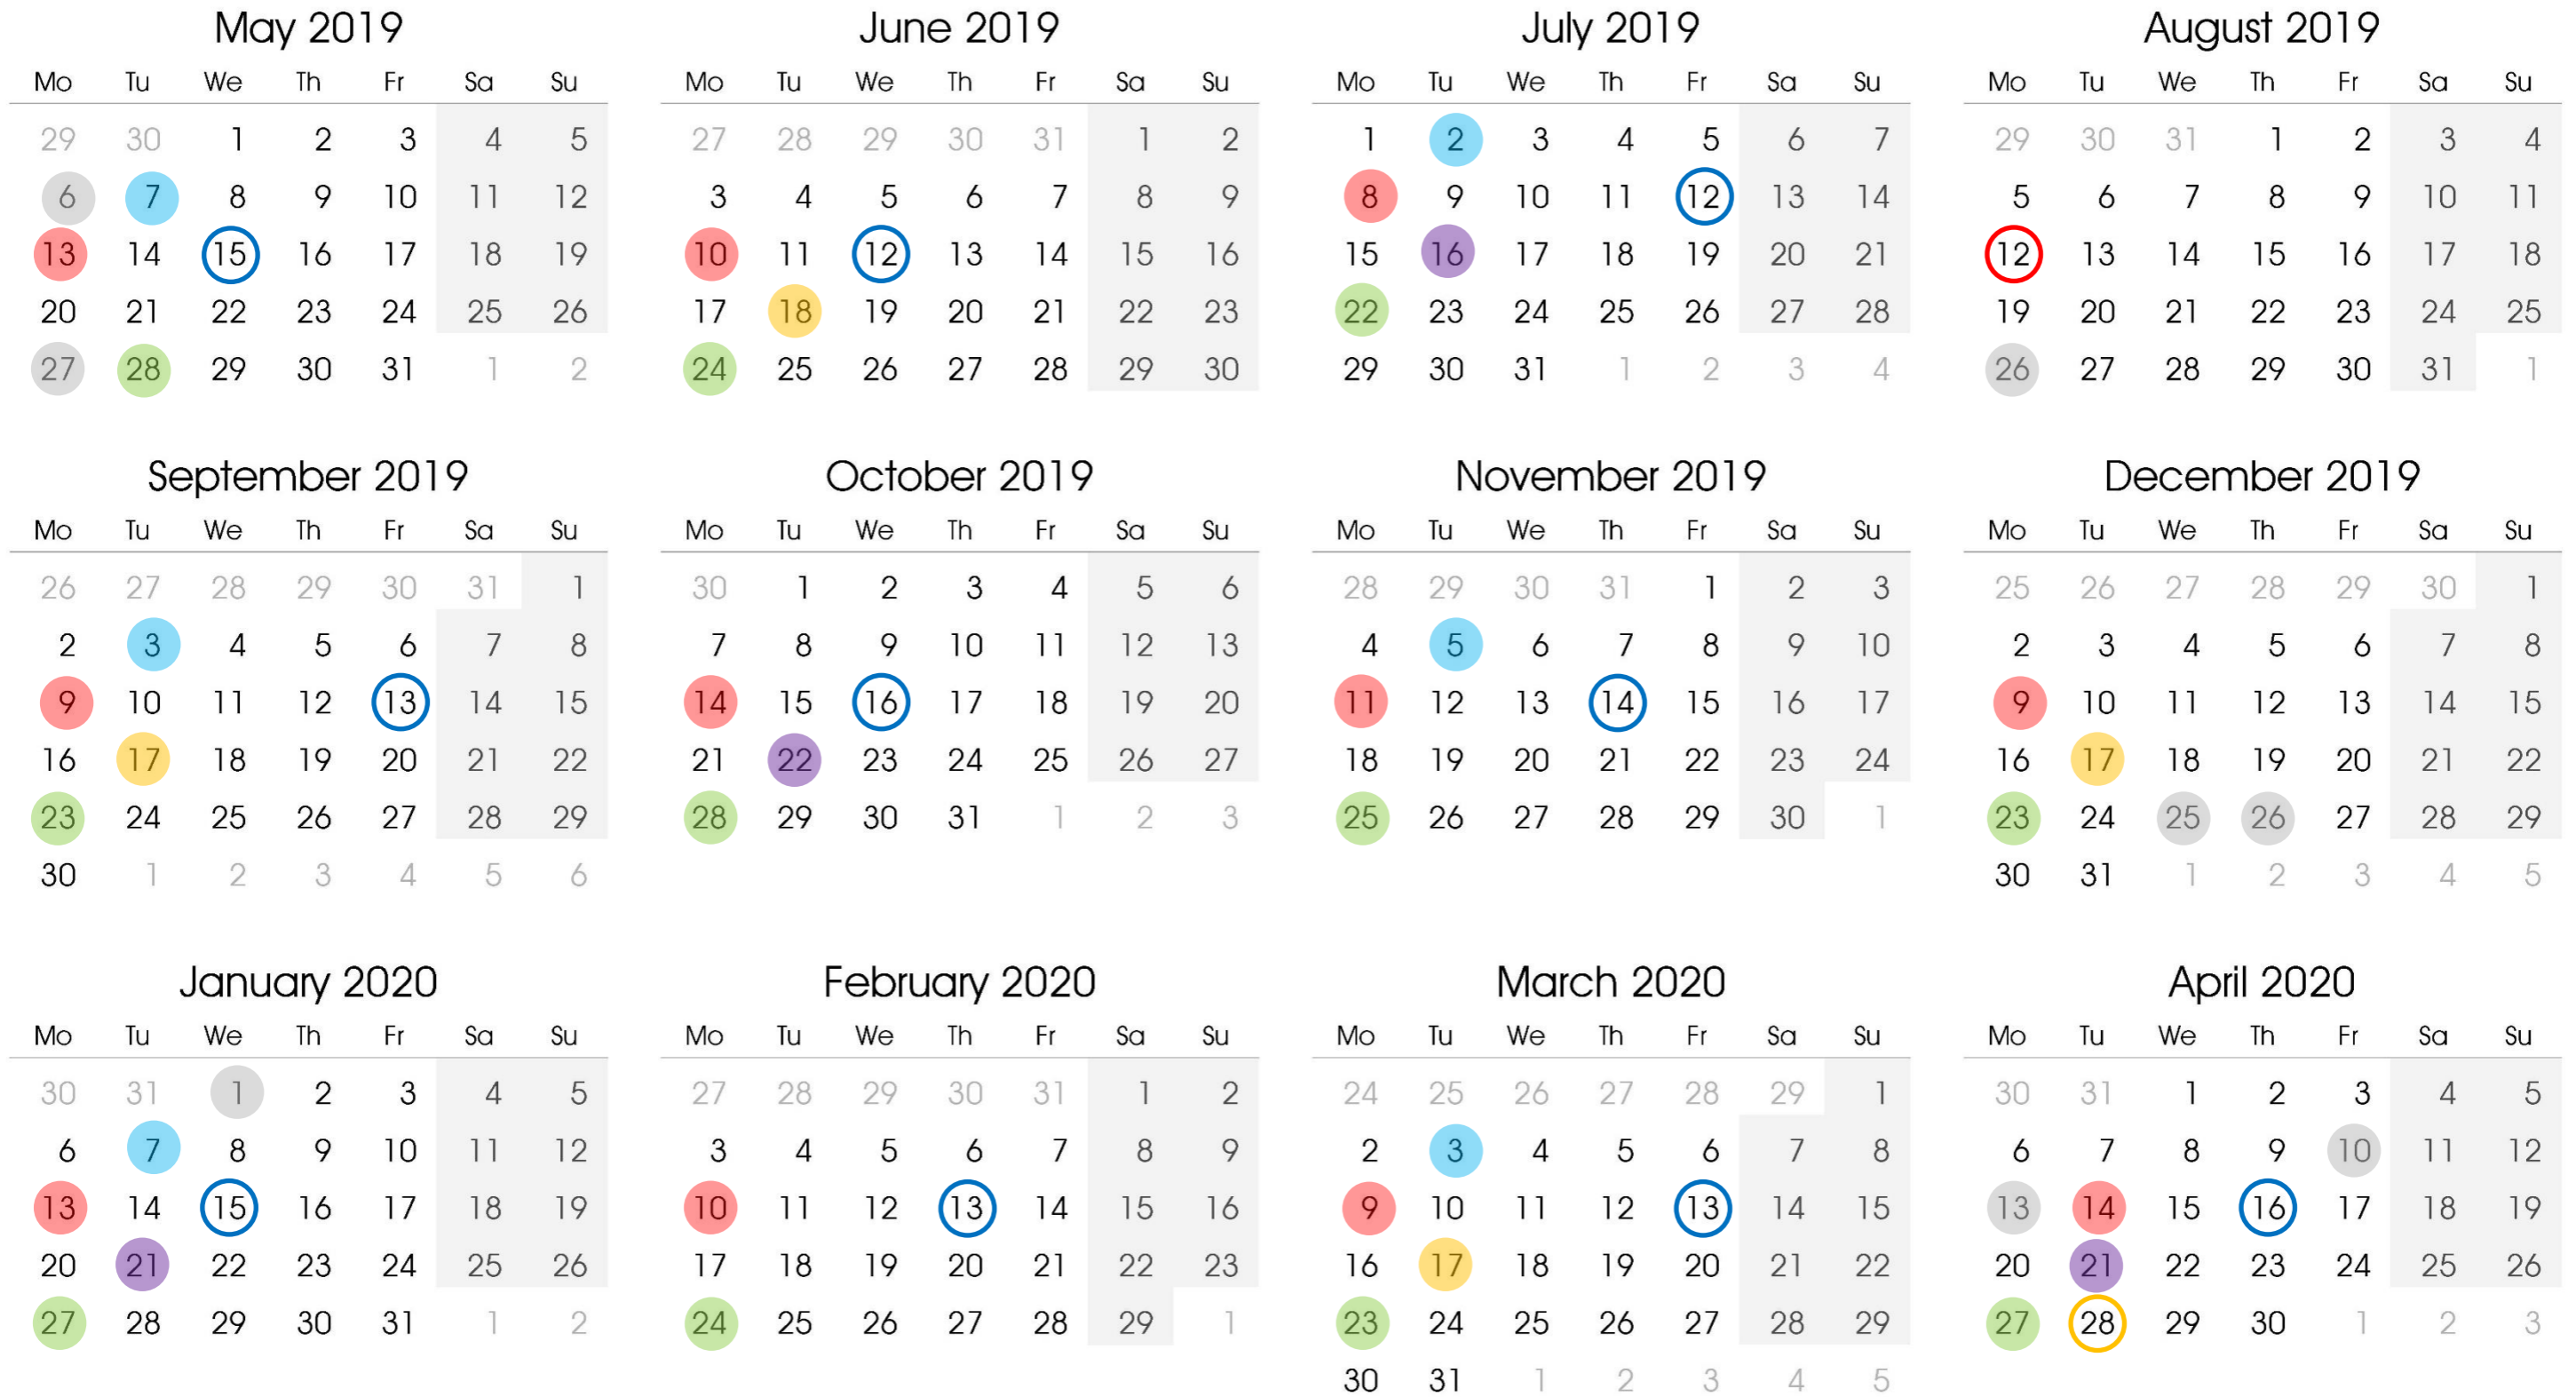 May 2019
Mo Tu We Th Fr Sa Su
29 30 1 2 3 4 5
6 7 8 9 10 11 12
13 14 15 16 17 18 19
20 21 22 23 24 25 26
27 28 29 30 31 1 2
June 2019
Mo Tu We Th Fr Sa Su
27 28 29 30 31 1 2
3 4 5 6 7 8 9
10 11 12 13 14 15 16
17 18 19 20 21 22 23
24 25 26 27 28 29 30
July 2019
Mo Tu We Th Fr Sa Su
1 2 3 4 5 6 7
8 9 10 11 12 13 14
15 16 17 18 19 20 21
22 23 24 25 26 27 28
29 30 31 1 2 3 4
August 2019
Mo Tu We Th Fr Sa Su
29 30 31 1 2 3 4
5 6 7 8 9 10 11
12 13 14 15 16 17 18
19 20 21 22 23 24 25
26 27 28 29 30 31 1
September 2019
Mo Tu We Th Fr Sa Su
26 27 28 29 30 31 1
2 3 4 5 6 7 8
9 10 11 12 13 14 15
16 17 18 19 20 21 22
23 24 25 26 27 28 29
30 1 2 3 4 5 6
October 2019
Mo Tu We Th Fr Sa Su
30 1 2 3 4 5 6
7 8 9 10 11 12 13
14 15 16 17 18 19 20
21 22 23 24 25 26 27
28 29 30 31 1 2 3
November 2019
Mo Tu We Th Fr Sa Su
28 29 30 31 1 2 3
4 5 6 7 8 9 10
11 12 13 14 15 16 17
18 19 20 21 22 23 24
25 26 27 28 29 30 1
December 2019
Mo Tu We Th Fr Sa Su
25 26 27 28 29 30 1
2 3 4 5 6 7 8
9 10 11 12 13 14 15
16 17 18 19 20 21 22
23 24 25 26 27 28 29
30 31 1 2 3 4 5
January 2020
Mo Tu We Th Fr Sa Su
30 31 1 2 3 4 5
6 7 8 9 10 11 12
13 14 15 16 17 18 19
20 21 22 23 24 25 26
27 28 29 30 31 1 2
February 2020
Mo Tu We Th Fr Sa Su
27 28 29 30 31 1 2
3 4 5 6 7 8 9
10 11 12 13 14 15 16
17 18 19 20 21 22 23
24 25 26 27 28 29 1
March 2020
Mo Tu We Th Fr Sa Su
24 25 26 27 28 29 1
2 3 4 5 6 7 8
9 10 11 12 13 14 15
16 17 18 19 20 21 22
23 24 25 26 27 28 29
30 31 1 2 3 4 5
April 2020
Mo Tu We Th Fr Sa Su
30 31 1 2 3 4 5
6 7 8 9 10 11 12
13 14 15 16 17 18 19
20 21 22 23 24 25 26
27 28 29 30 1 2 3